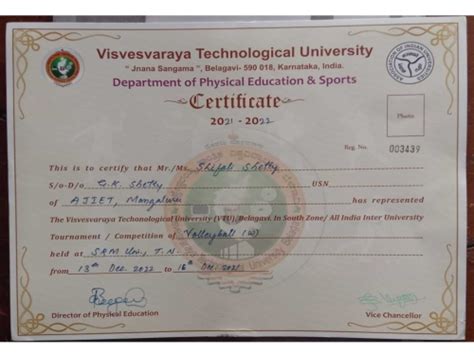 Visvesvaraya Technological University
" Jnana Sangama ", Belagavi- 590 018, Karnataka, India.
Department of Physical Education & Sports
Certificate
2021 - 2022
Photo
Reg. No. 003439
This is to certify that Mr./Ms. Shifali Shetty
S/o-D/o G.K. Shetty USN
of AJIET, Mangaluru has represented
The Visvesvaraya Techonological University (VTU), Belagavi. In South Zone/ All India Inter University
Tournament / Competition of Volleyball (W)
held at SRM Uni, T.N.
from 13th Dec. 2022 to 16th Dec. 2021
Director of Physical Education
Vice Chancellor